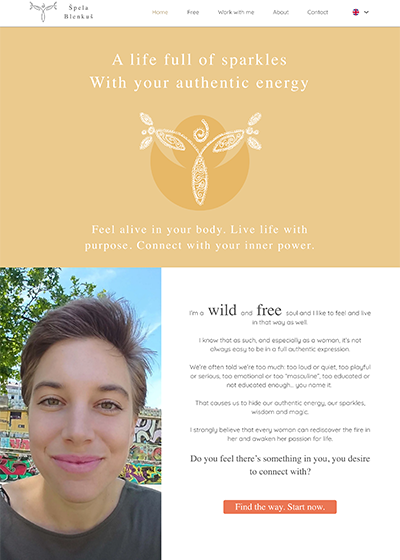 Špela
Blenkuš
Home Free Work with me About Contact
A life full of sparkles
With your authentic energy
Feel alive in your body. Live life with
purpose. Connect with your inner power.
I'm a wild and free soul and I like to feel and live
in that way as well.
I know that as such, and especially as a woman, it's not
always easy to be in a full authentic expression.
We're often told we're too much: too loud or quiet, too playful
or serious, too emotional or too "masculine", too educated or
not educated enough... you name it.
That causes us to hide our authentic energy, our sparkles,
wisdom and magic.
I strongly believe that every woman can rediscover the fire in
her and awaken her passion for life.
Do you feel there's something in you, you desire
to connect with?
Find the way. Start now.